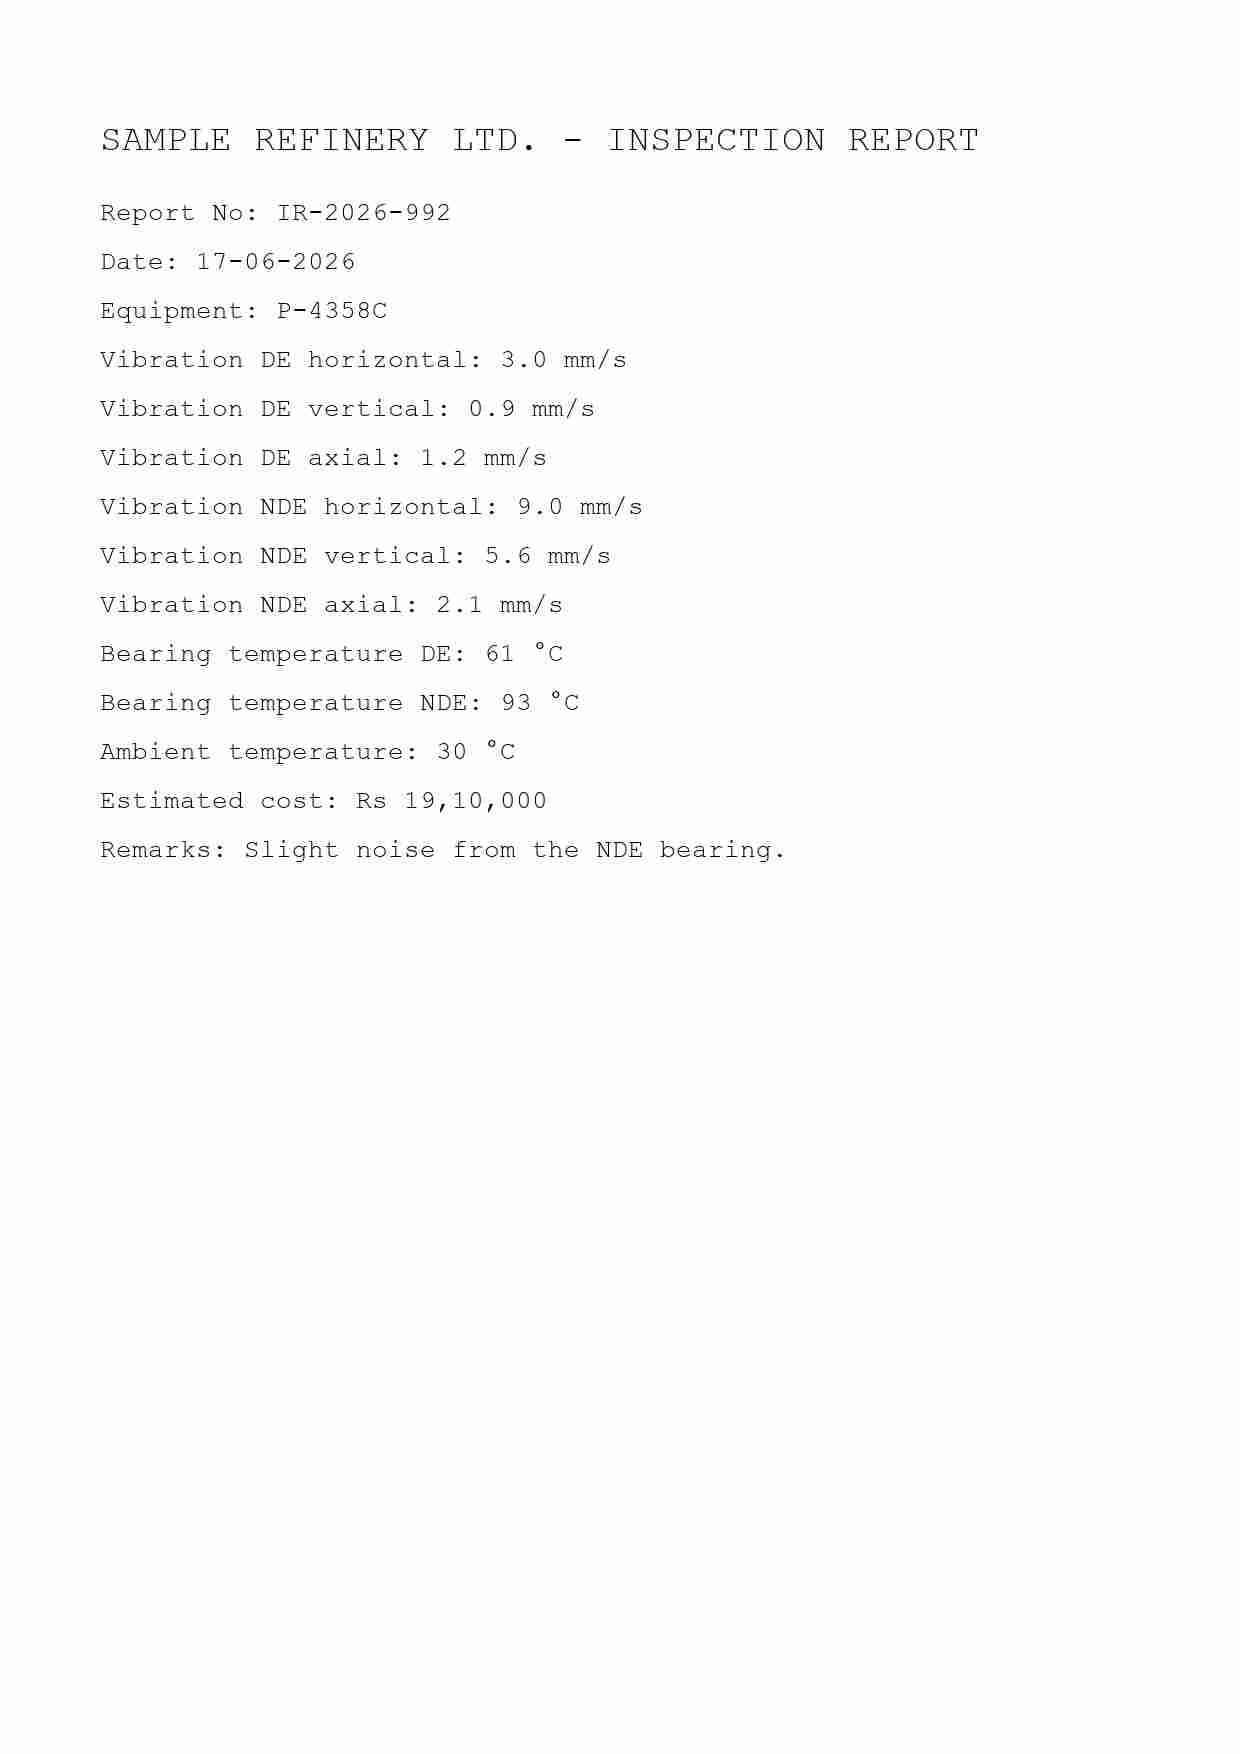 SAMPLE REFINERY LTD. - INSPECTION REPORT
Report No: IR-2026-992
Date: 17-06-2026
Equipment: P-4358C
Vibration DE horizontal: 3.0 mm/s
Vibration DE vertical: 0.9 mm/s
Vibration DE axial: 1.2 mm/s
Vibration NDE horizontal: 9.0 mm/s
Vibration NDE vertical: 5.6 mm/s
Vibration NDE axial: 2.1 mm/s
Bearing temperature DE: 61 °C
Bearing temperature NDE: 93 °C
Ambient temperature: 30 °C
Estimated cost: Rs 19,10,000
Remarks: Slight noise from the NDE bearing.